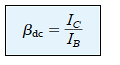 β_dc = I_C / I_B